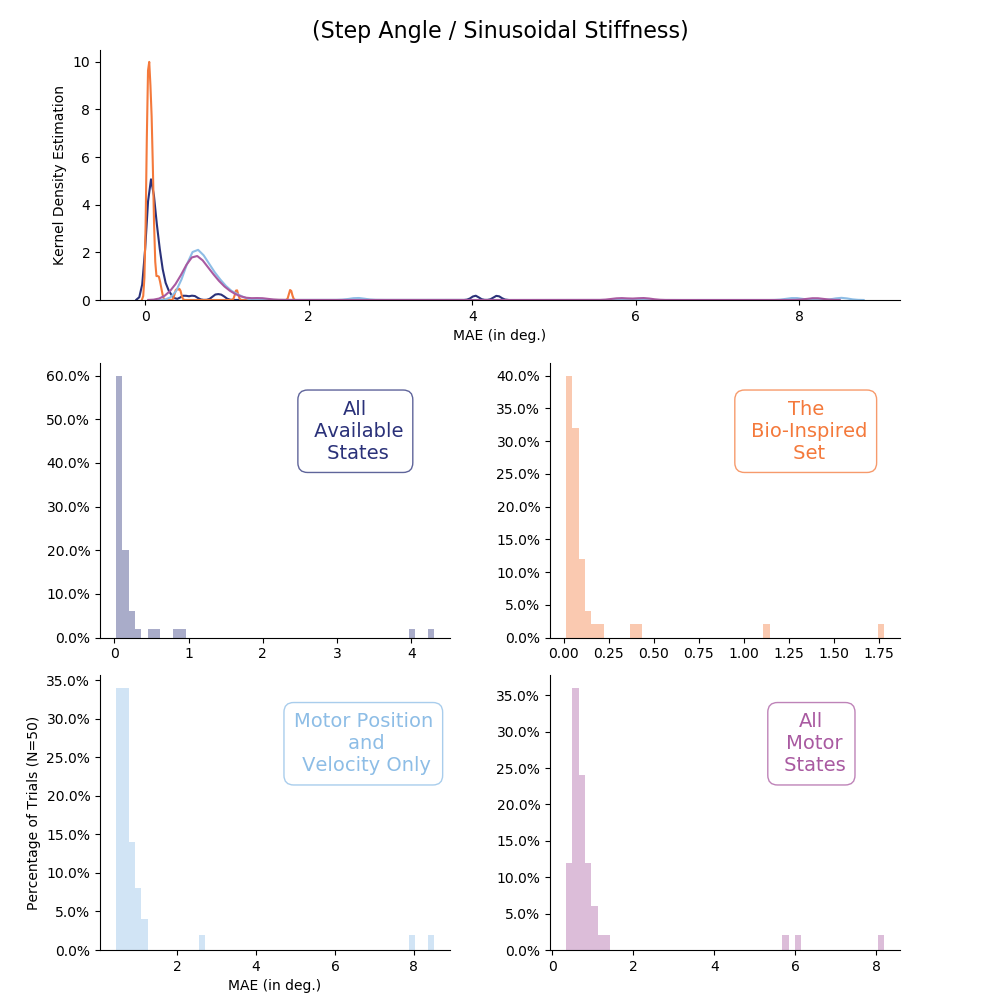 (Step Angle / Sinusoidal Stiffness)
Kernel Density Estimation
10
8
6
4
2
0
0 2 4 6 8
MAE (in deg.)
60.0%
50.0%
40.0%
30.0%
20.0%
10.0%
0.0%
All
Available
States
0 1 2 3 4
40.0%
35.0%
30.0%
25.0%
20.0%
15.0%
10.0%
5.0%
0.0%
The
Bio-Inspired
Set
0.00 0.25 0.50 0.75 1.00 1.25 1.50 1.75
Percentage of Trials (N=50)
35.0%
30.0%
25.0%
20.0%
15.0%
10.0%
5.0%
0.0%
Motor Position
and
Velocity Only
2 4 6 8
MAE (in deg.)
35.0%
30.0%
25.0%
20.0%
15.0%
10.0%
5.0%
0.0%
All
Motor
States
0 2 4 6 8